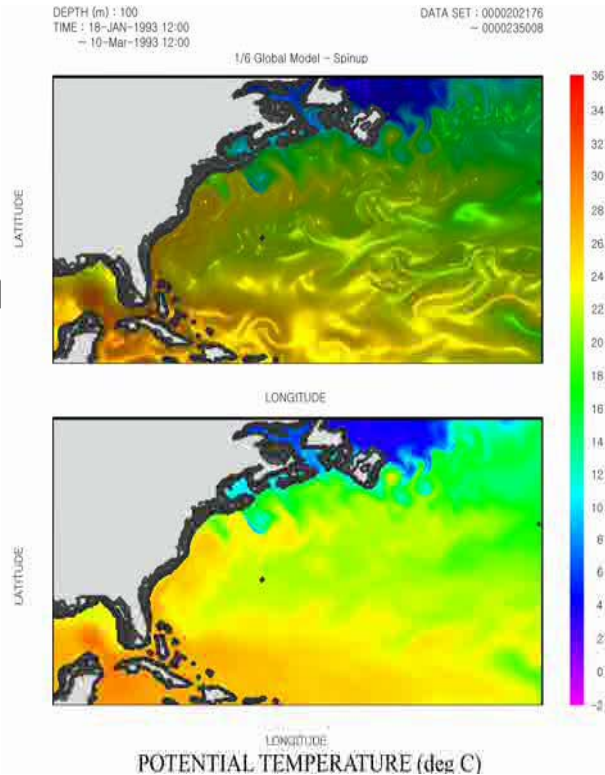 DEPTH (m) : 100
DATA SET : 0000202176
TIME : 18-JAN-1993 12:00
~ 0000235008
~ 10-Mar-1993 12:00
1/6 Global Model - Spinup
LATITUDE
LONGITUDE
LATITUDE
LONGITUDE
POTENTIAL TEMPERATURE (deg C)
36
34
32
30
28
26
24
22
20
18
16
14
12
10
8
6
4
2
0
-2